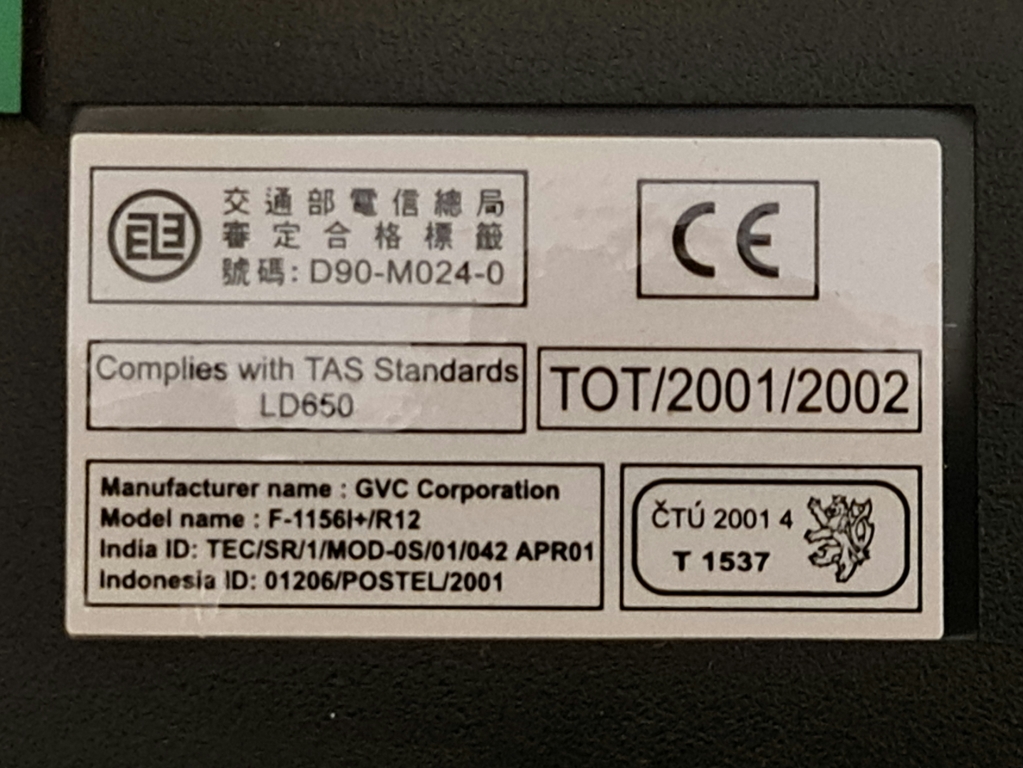 交通部電信總局
審定合格標籤
號碼: D90-M024-0
CE
Complies with TAS Standards
LD650
TOT/2001/2002
Manufacturer name : GVC Corporation
Model name : F-1156I+/R12
India ID: TEC/SR/1/MOD-0S/01/042 APR01
Indonesia ID: 01206/POSTEL/2001
ČTÚ 2001 4
T 1537